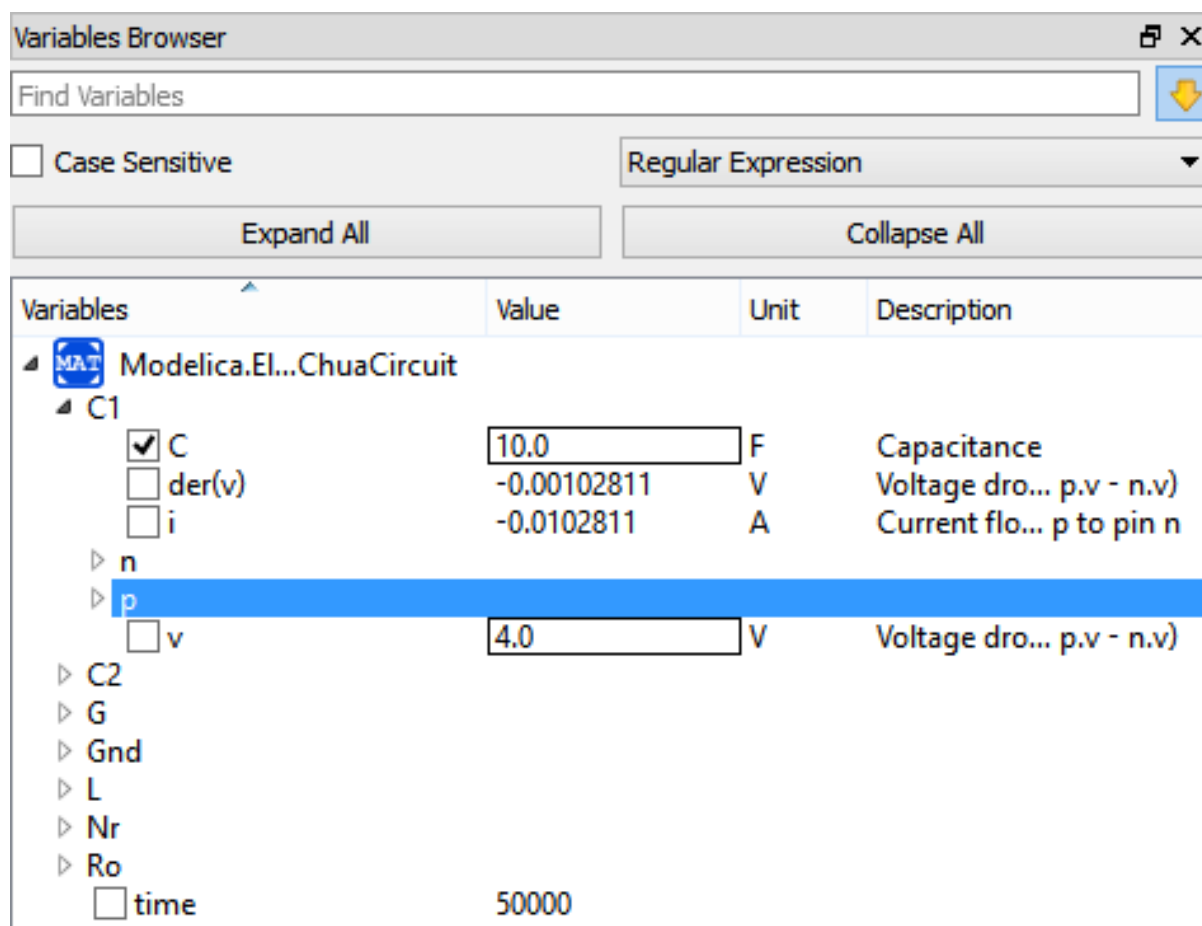 Variables Browser
Find Variables
Case Sensitive Regular Expression
Expand All Collapse All
Variables Value Unit Description
MAT Modelica.El...ChuaCircuit
C1
C 10.0 F Capacitance
der(v) -0.00102811 V Voltage dro... p.v - n.v)
i -0.0102811 A Current flo... p to pin n
n
p
v 4.0 V Voltage dro... p.v - n.v)
C2
G
Gnd
L
Nr
Ro
time 50000